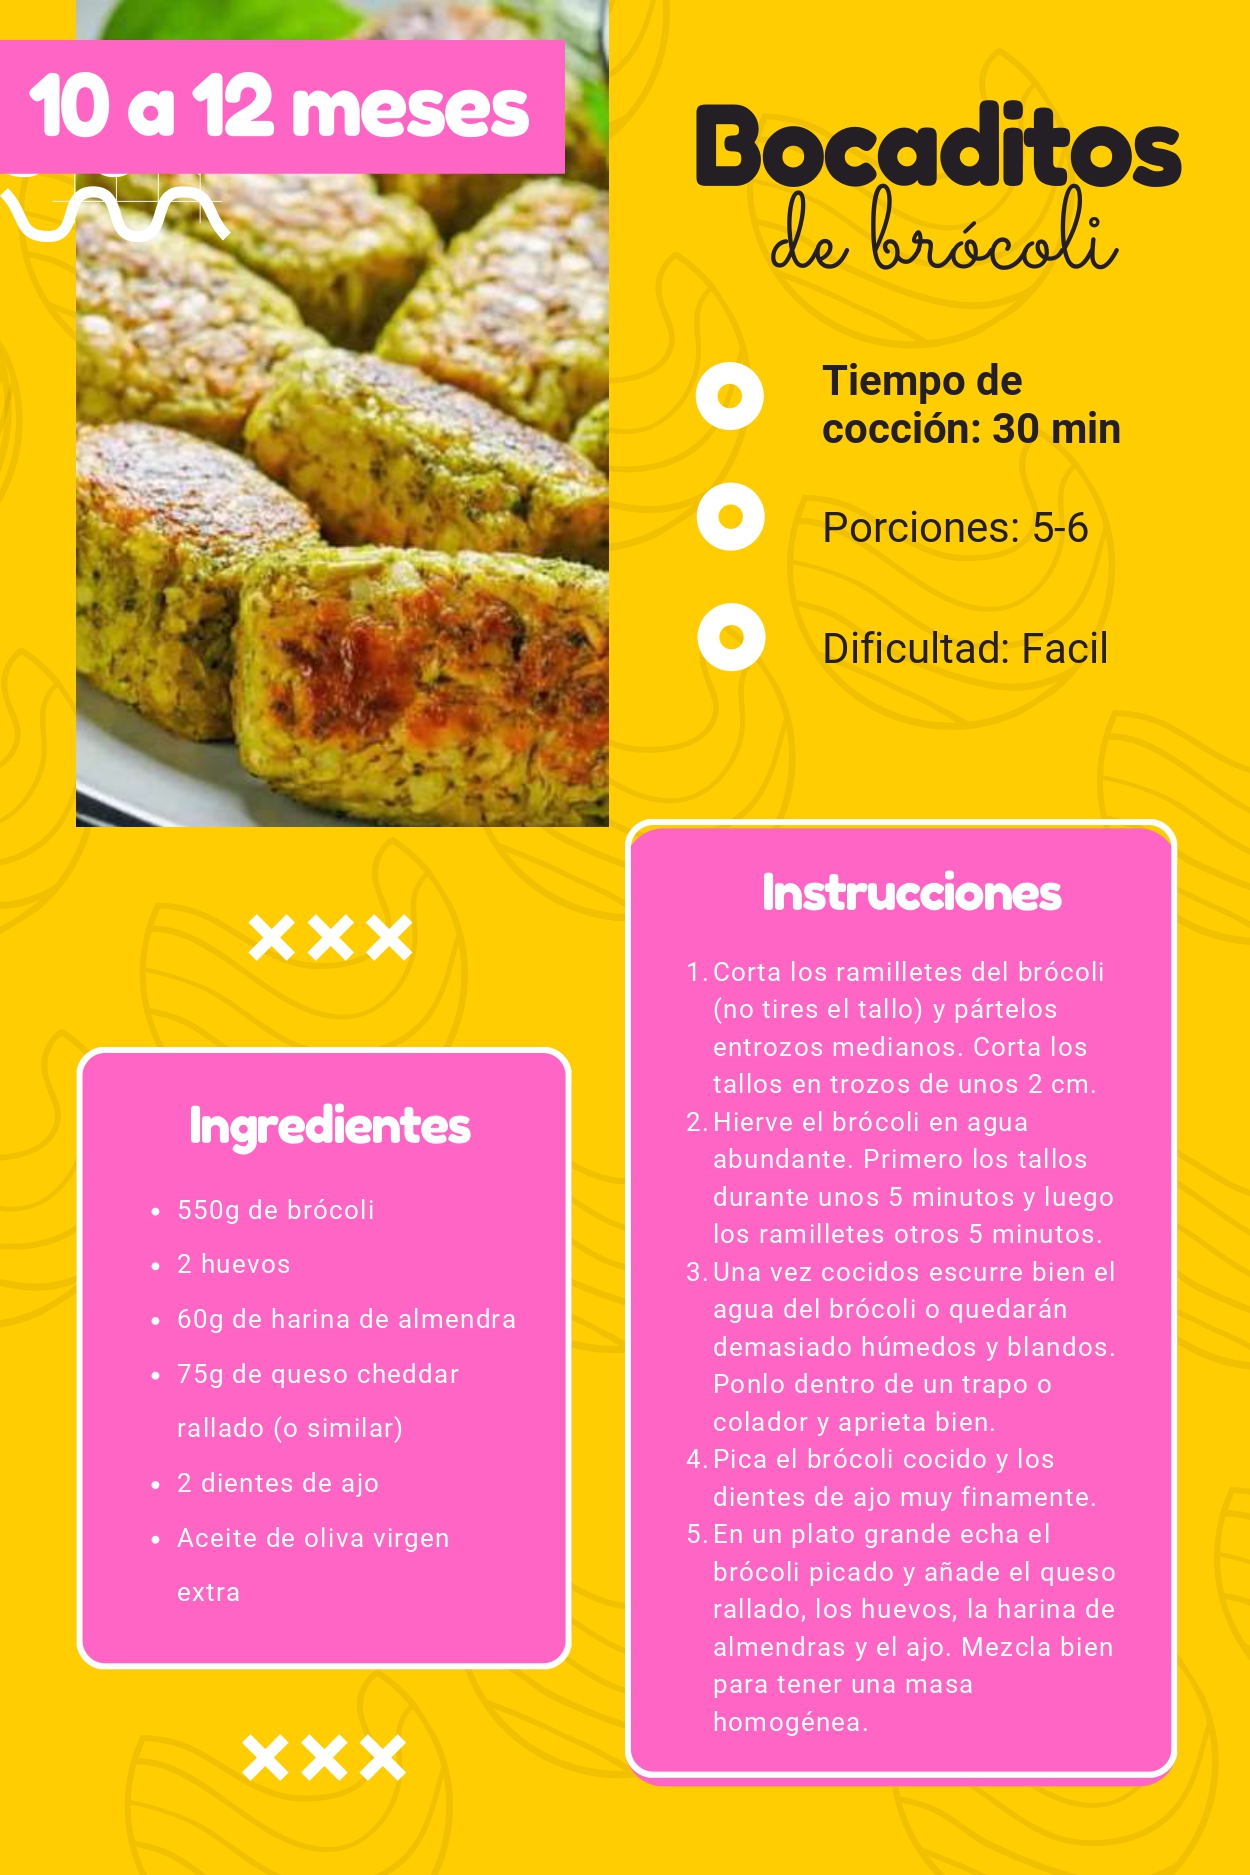 10 a 12 meses
Bocaditos
de brócoli
Tiempo de
cocción: 30 min
Porciones: 5-6
Dificultad: Facil
Ingredientes
• 550g de brócoli
• 2 huevos
• 60g de harina de almendra
• 75g de queso cheddar
rallado (o similar)
• 2 dientes de ajo
• Aceite de oliva virgen
extra
Instrucciones
1. Corta los ramilletes del brócoli
(no tires el tallo) y pártelos
entrozos medianos. Corta los
tallos en trozos de unos 2 cm.
2. Hierve el brócoli en agua
abundante. Primero los tallos
durante unos 5 minutos y luego
los ramilletes otros 5 minutos.
3. Una vez cocidos escurre bien el
agua del brócoli o quedarán
demasiado húmedos y blandos.
Ponlo dentro de un trapo o
colador y aprieta bien.
4. Pica el brócoli cocido y los
dientes de ajo muy finamente.
5. En un plato grande echa el
brócoli picado y añade el queso
rallado, los huevos, la harina de
almendras y el ajo. Mezcla bien
para tener una masa
homogénea.